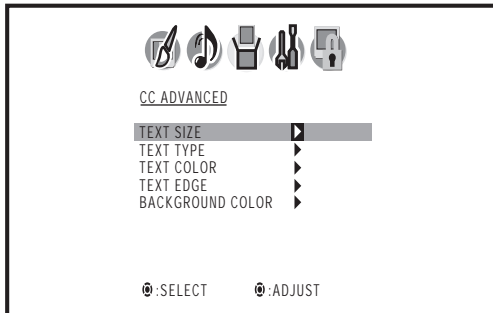 CC ADVANCED
TEXT SIZE
TEXT TYPE
TEXT COLOR
TEXT EDGE
BACKGROUND COLOR
:SELECT :ADJUST